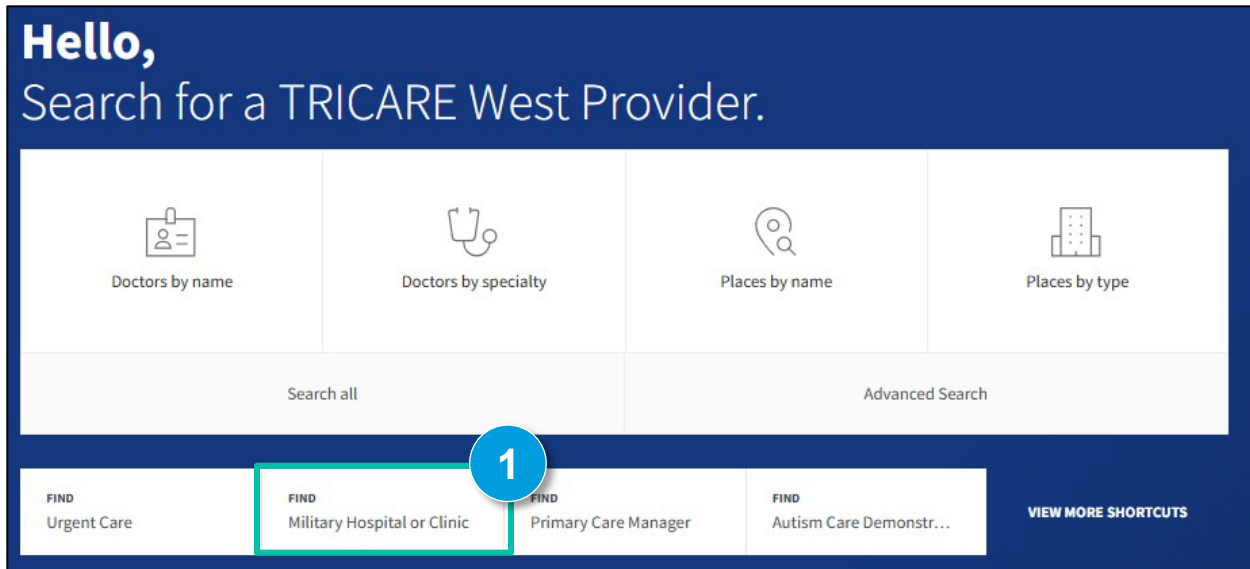 Hello,
Search for a TRICARE West Provider.
Doctors by name
Doctors by specialty
Places by name
Places by type
Search all
Advanced Search
1
FIND
Urgent Care
FIND
Military Hospital or Clinic
FIND
Primary Care Manager
FIND
Autism Care Demonstr...
VIEW MORE SHORTCUTS